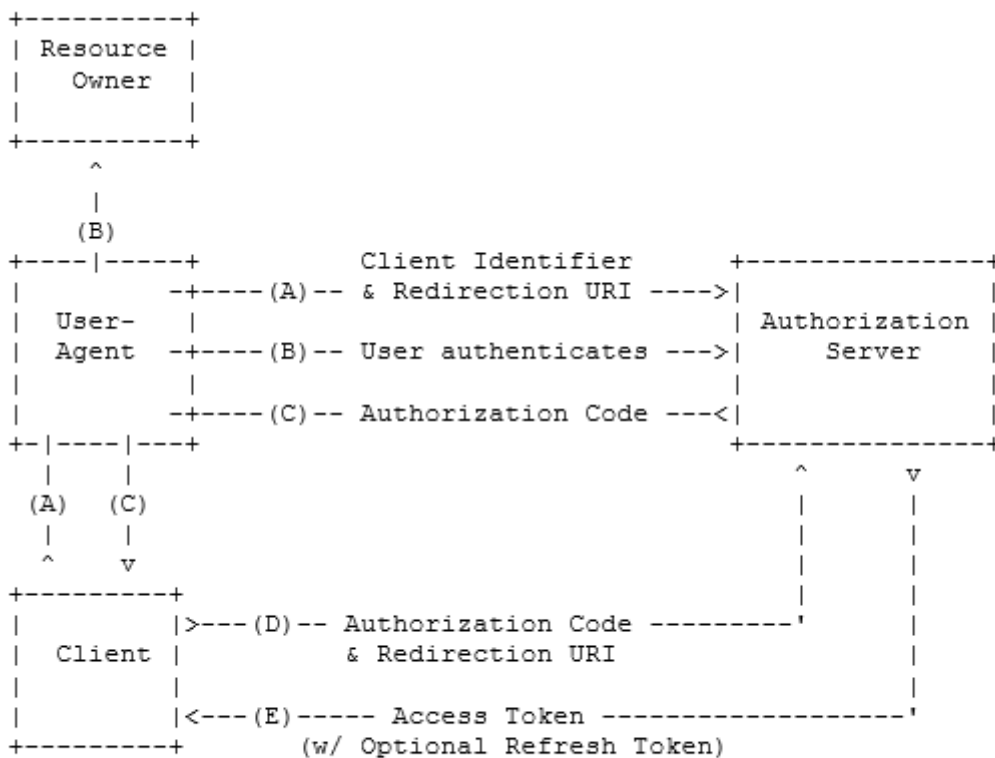 +----------+
| Resource |
|   Owner  |
|          |
+----------+
     ^
     |
    (B)
+----|-----+          Client Identifier      +---------------+
|         -+----(A)-- & Redirection URI ---->|               |
|  User-   |                                 | Authorization |
|  Agent  -+----(B)-- User authenticates --->|     Server    |
|          |                                 |               |
|         -+----(C)-- Authorization Code ---<|               |
+-|----|---+                                 +---------------+
  |    |                                         ^      v
 (A)  (C)                                        |      |
  |    |                                         |      |
  ^    v                                         |      |
+---------+                                      |      |
|         |>---(D)-- Authorization Code ---------'      |
|  Client |          & Redirection URI                  |
|         |                                             |
|         |<---(E)----- Access Token -------------------'
+---------+       (w/ Optional Refresh Token)